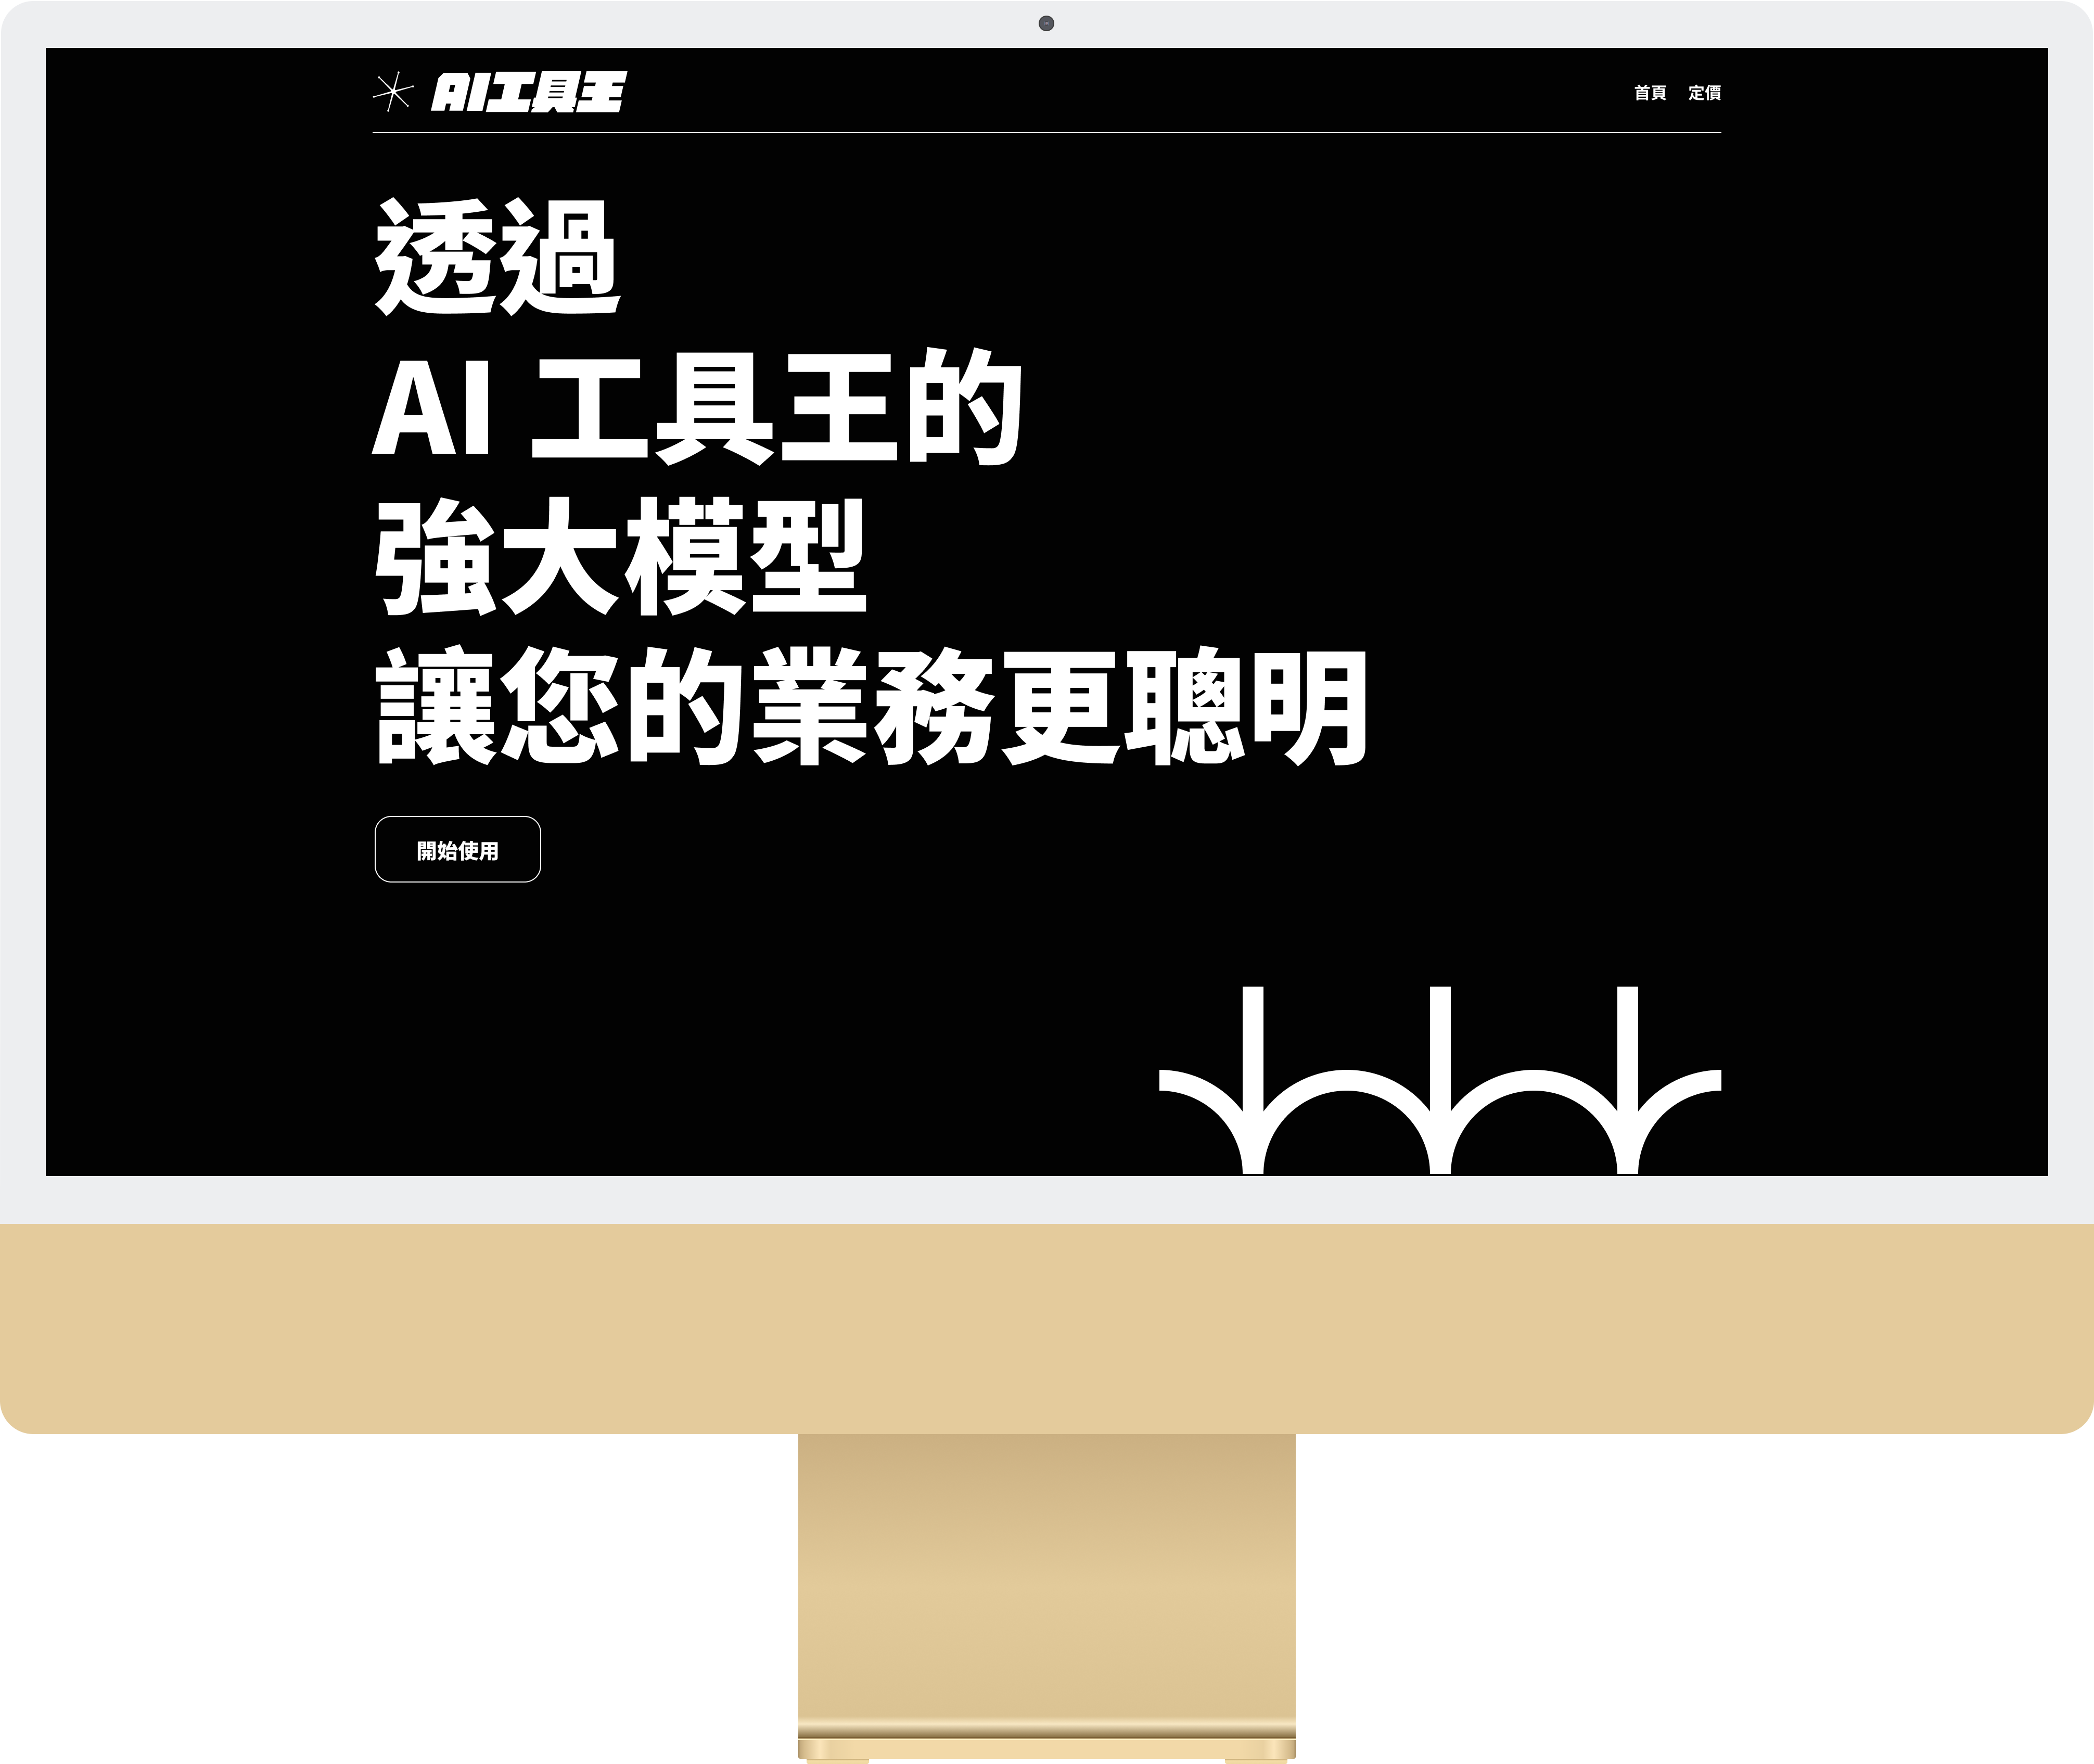 AI工具王
首頁 定價
透過
AI 工具王的
強大模型
讓您的業務更聰明
開始使用